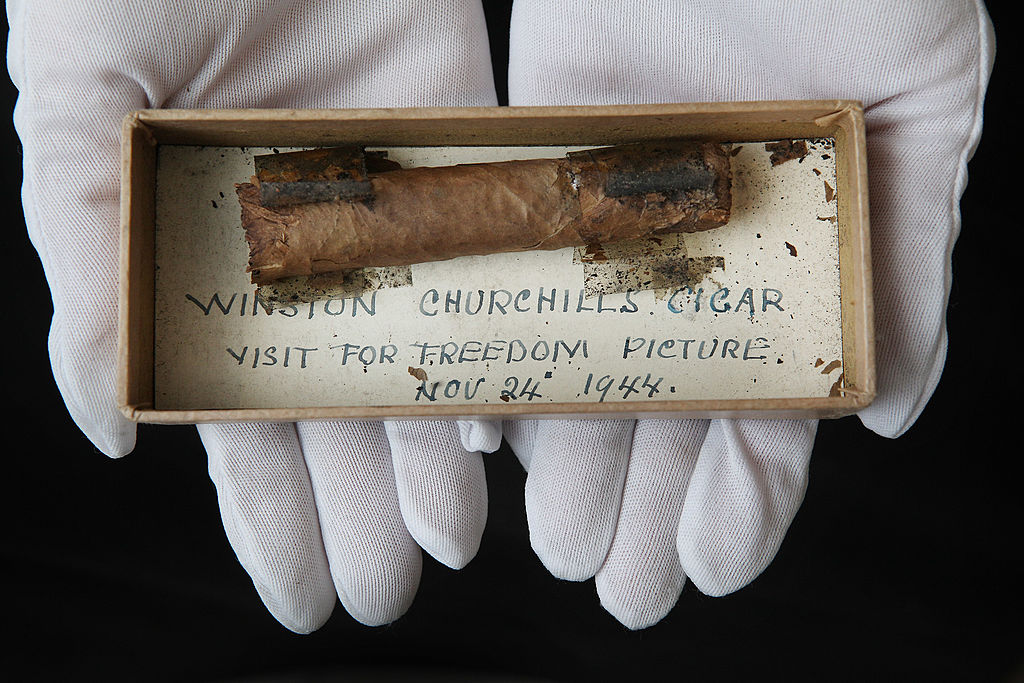 WINSTON CHURCHILLS. CIGAR
VISIT FOR FREEDOM PICTURE.
NOV. 24. 1944.